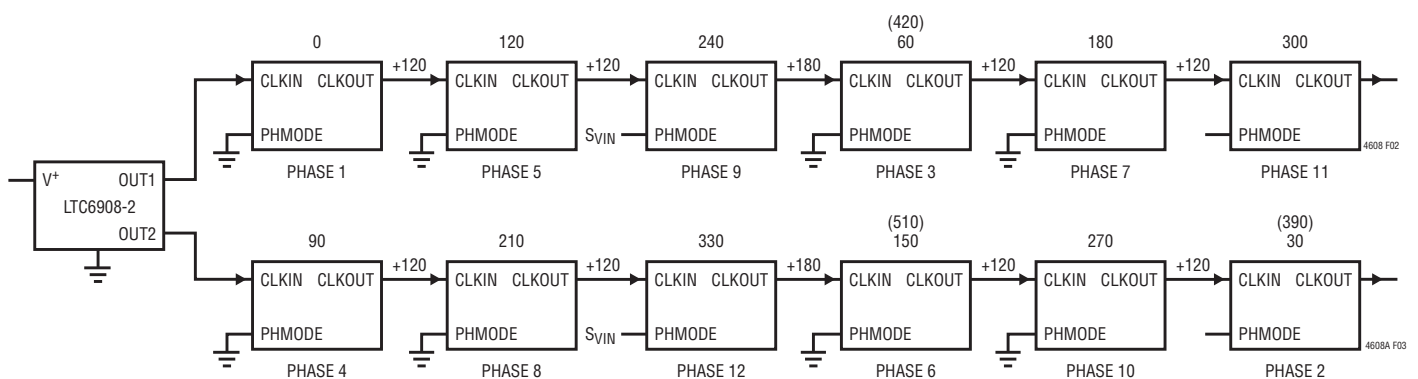 (420)
0 120 240 60 180 300
CLKIN CLKOUT +120 CLKIN CLKOUT +120 CLKIN CLKOUT +180 CLKIN CLKOUT +120 CLKIN CLKOUT +120 CLKIN CLKOUT
PHMODE PHMODE SVIN PHMODE PHMODE PHMODE PHMODE
4608 F02
PHASE 1 PHASE 5 PHASE 9 PHASE 3 PHASE 7 PHASE 11
V+ OUT1
LTC6908-2
OUT2
(510) (390)
90 210 330 150 270 30
CLKIN CLKOUT +120 CLKIN CLKOUT +120 CLKIN CLKOUT +180 CLKIN CLKOUT +120 CLKIN CLKOUT +120 CLKIN CLKOUT
PHMODE PHMODE SVIN PHMODE PHMODE PHMODE PHMODE
4608A F03
PHASE 4 PHASE 8 PHASE 12 PHASE 6 PHASE 10 PHASE 2